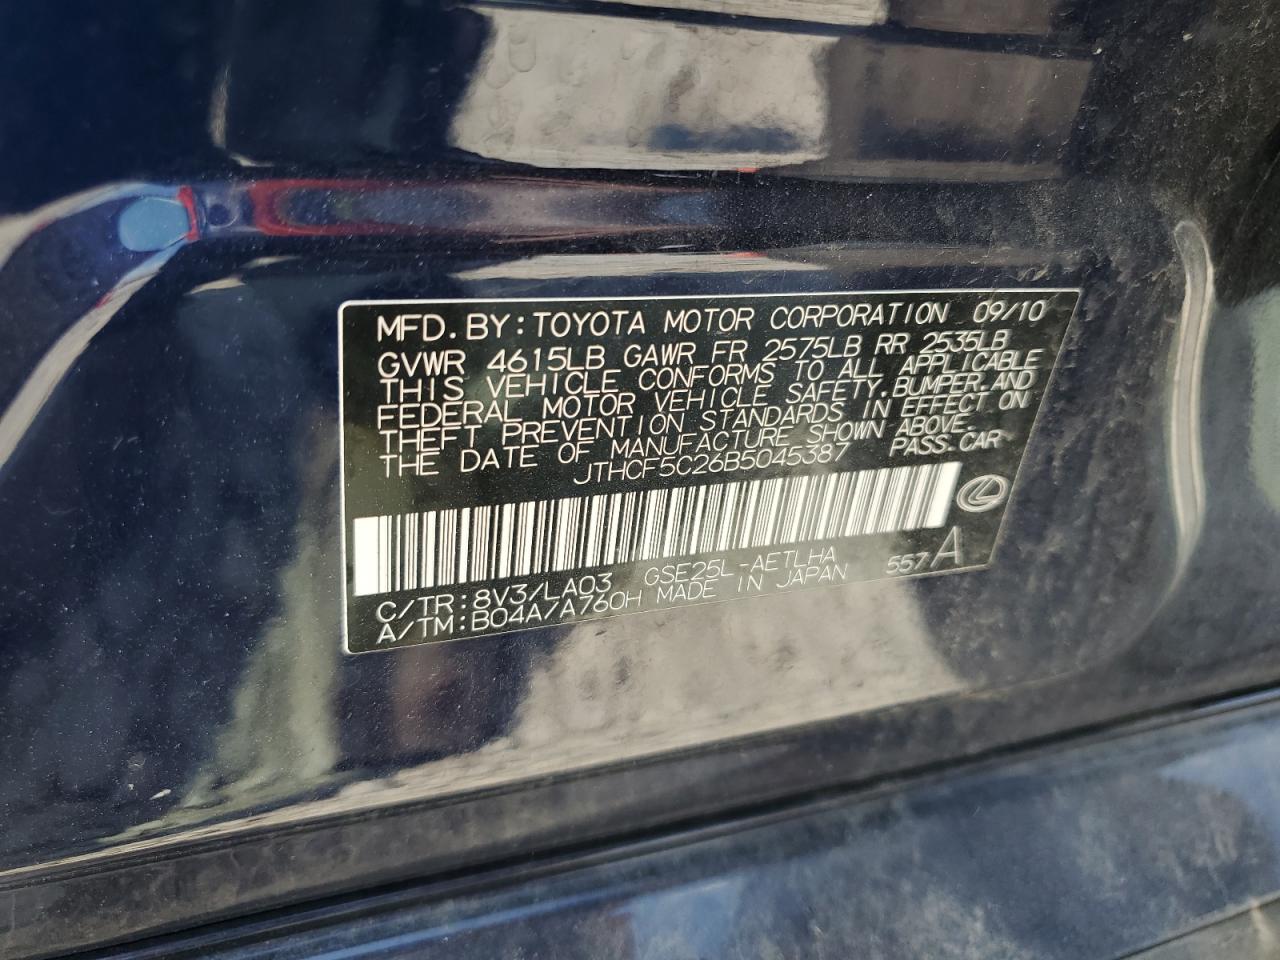 MFD.BY:TOYOTA MOTOR CORPORATION 09/10
GVWR 4615LB GAWR FR 2575LB RR 2535LB
THIS VEHICLE CONFORMS TO ALL APPLICABLE
FEDERAL MOTOR VEHICLE SAFETY,BUMPER,AND
THEFT PREVENTION STANDARDS IN EFFECT ON
THE DATE OF MANUFACTURE SHOWN ABOVE.
JTHCF5C26B5045387 PASS.CAR
C/TR:8V3/LA03 GSE25L-AETLHA 557A
A/TM:B04A/A760H MADE IN JAPAN